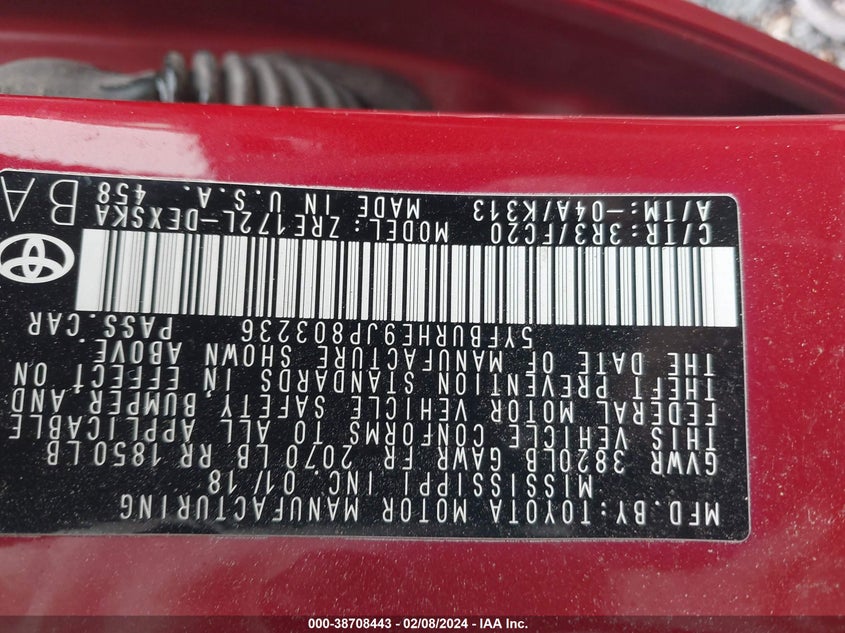 MFD.BY:TOYOTA MOTOR MANUFACTURING
MISSISSIPPI INC. 01/18
GVWR 3820LB GAWR FR 2070 LB RR 1850LB
THIS VEHICLE CONFORMS TO ALL APPLICABLE
FEDERAL MOTOR VEHICLE SAFETY BUMPER AND
THEFT PREVENTION STANDARDS IN EFFECT ON
THE DATE OF MANUFACTURE SHOWN ABOVE.
5YFBURHE9JP803236 PASS.CAR
C/TR:3R3/FC20 MODEL:ZRE172L-DEXSKA
A/TM:-04A/K313 MADE IN U.S.A. 458
BA
000-38708443 - 02/08/2024 - IAA Inc.